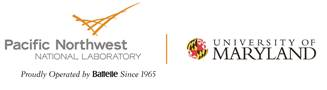 Pacific Northwest
NATIONAL LABORATORY
Proudly Operated by Battelle Since 1965
UNIVERSITY OF
MARYLAND